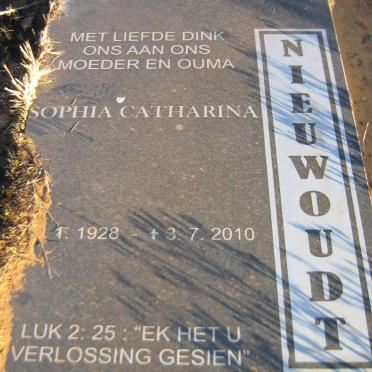 MET LIEFDE DINK
ONS AAN ONS
MOEDER EN OUMA
SOPHIA CATHARINA
NIEUWOUDT
1. 1928 - † 3. 7. 2010
LUK 2: 25 : "EK HET U
VERLOSSING GESIEN"